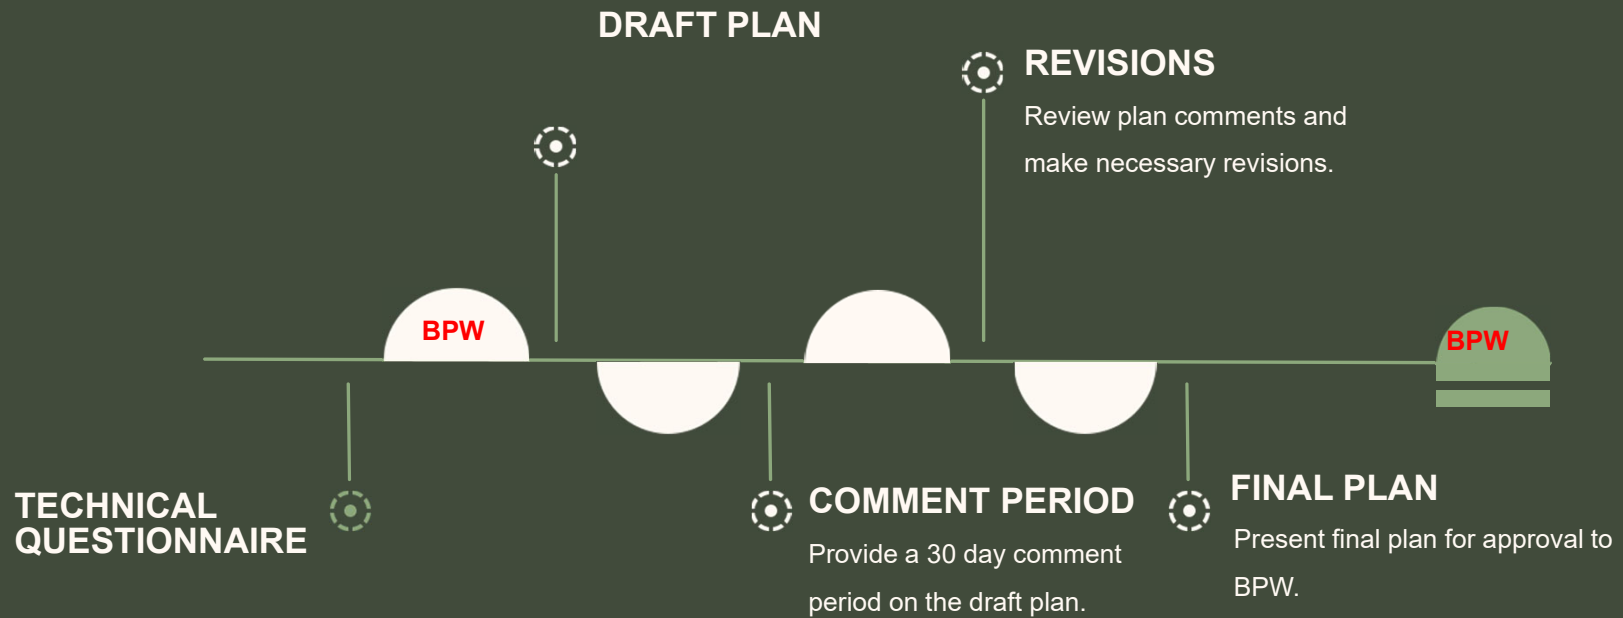 DRAFT PLAN
REVISIONS
Review plan comments and
make necessary revisions.
BPW
BPW
TECHNICAL
QUESTIONNAIRE
COMMENT PERIOD
Provide a 30 day comment
period on the draft plan.
FINAL PLAN
Present final plan for approval to
BPW.